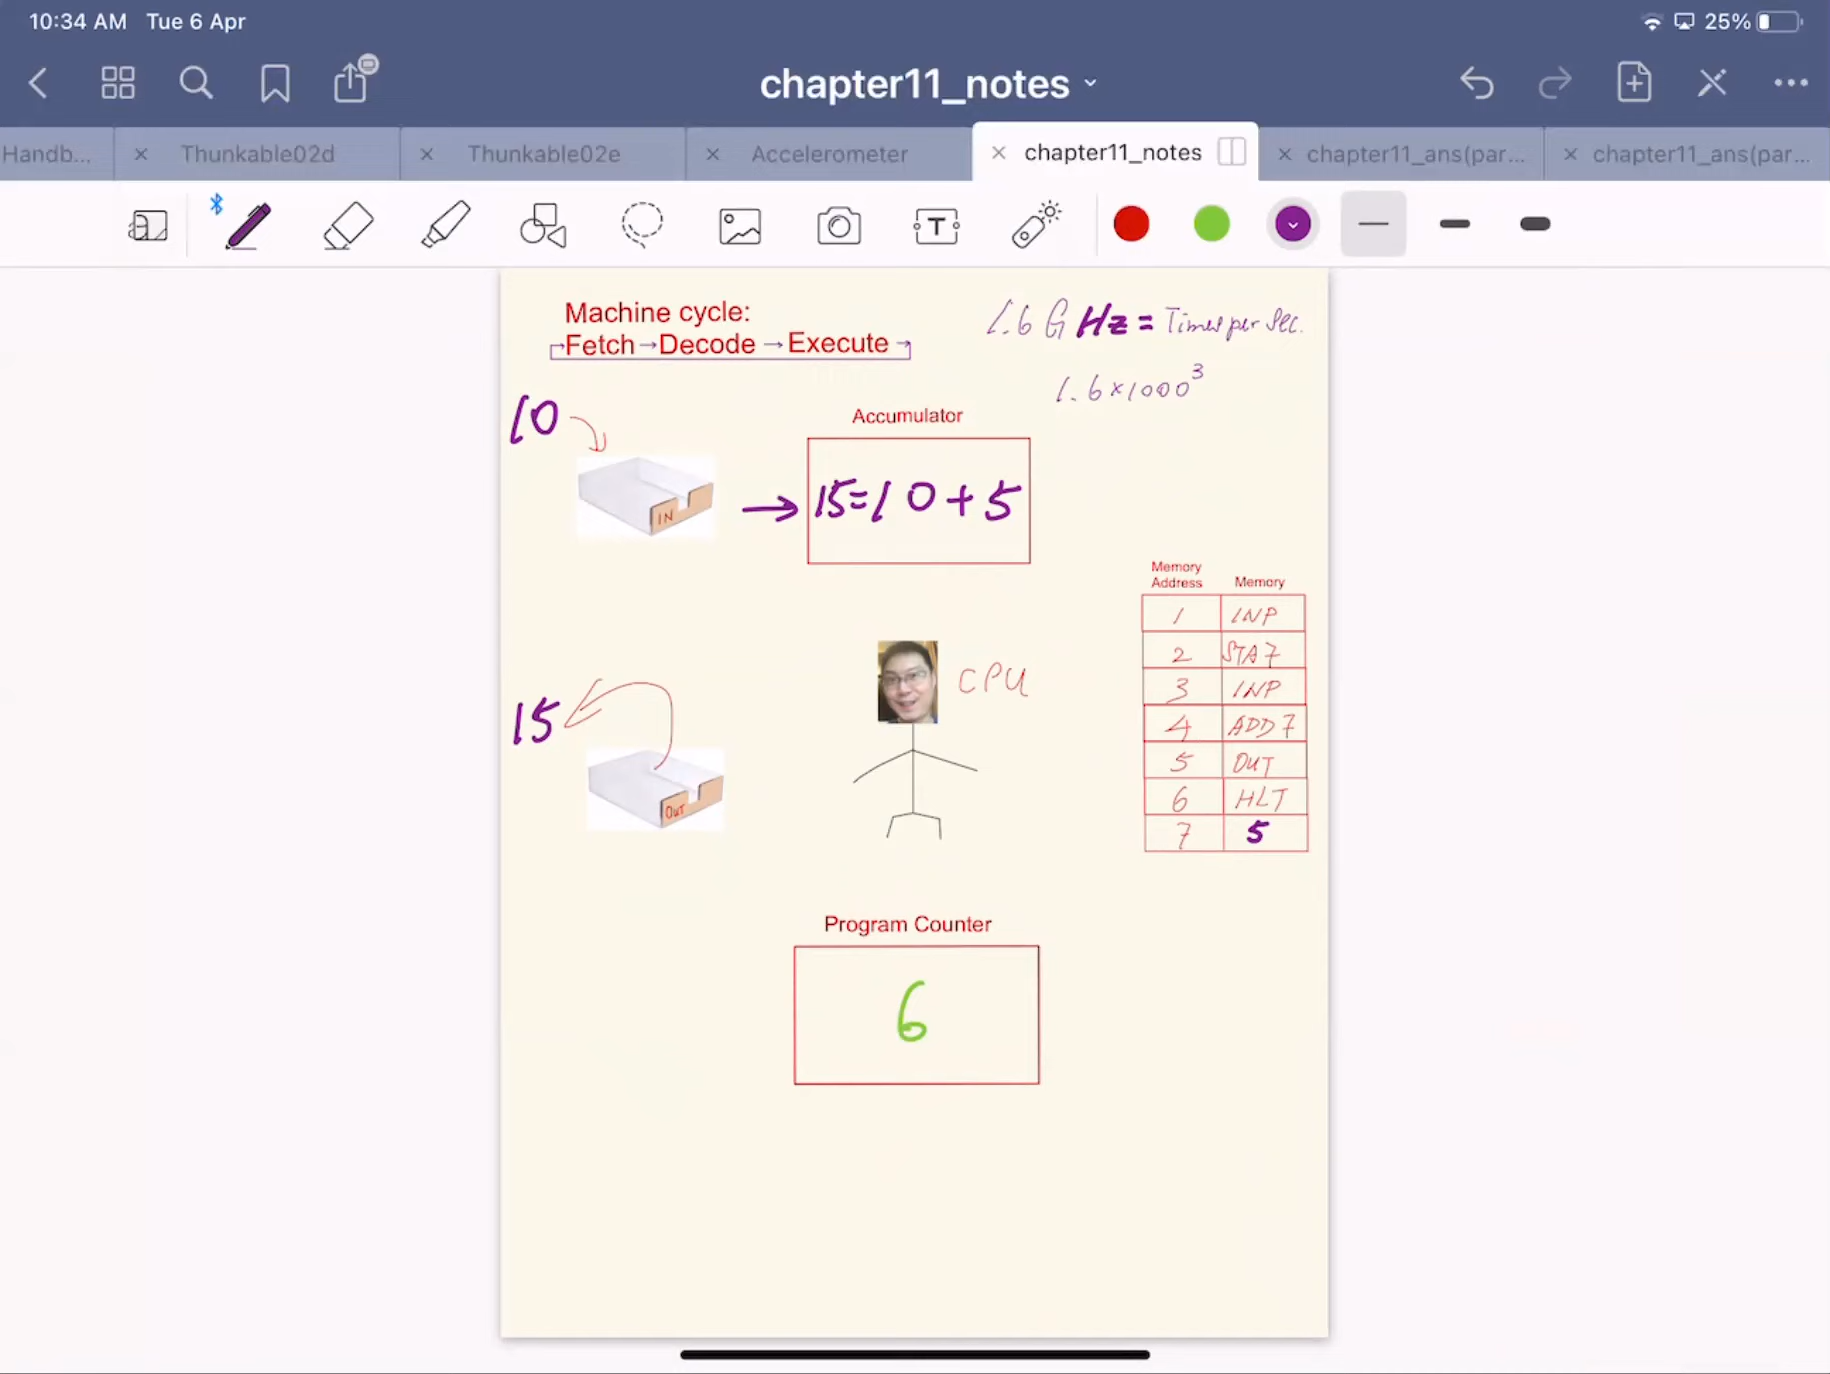 10:34 AM Tue 6 Apr 25%
chapter11_notes
Handb... Thunkable02d Thunkable02e Accelerometer chapter11_notes chapter11_ans(par... chapter11_ans(par...
T
Machine cycle:
→Fetch→Decode→Execute
1.6 G Hz = Times per Sec.
1.6×1000³
10
Accumulator
IN
→ 15=10+5
Memory Address Memory
1 INP
2 STA 7
3 INP
4 ADD 7
5 OUT
6 HLT
7 5
CPU
15
OUT
Program Counter
6